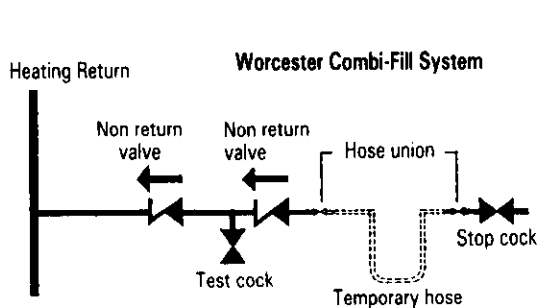 Worcester Combi-Fill System
Heating Return
Non return
valve
Non return
valve
Hose union
Stop cock
Test cock
Temporary hose